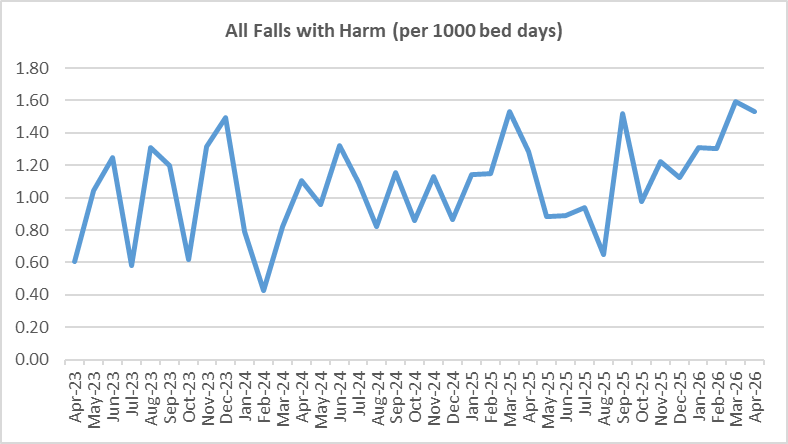 All Falls with Harm (per 1000 bed days)
1.80
1.60
1.40
1.20
1.00
0.80
0.60
0.40
0.20
0.00
Apr-23
May-23
Jun-23
Jul-23
Aug-23
Sep-23
Oct-23
Nov-23
Dec-23
Jan-24
Feb-24
Mar-24
Apr-24
May-24
Jun-24
Jul-24
Aug-24
Sep-24
Oct-24
Nov-24
Dec-24
Jan-25
Feb-25
Mar-25
Apr-25
May-25
Jun-25
Jul-25
Aug-25
Sep-25
Oct-25
Nov-25
Dec-25
Jan-26
Feb-26
Mar-26
Apr-26